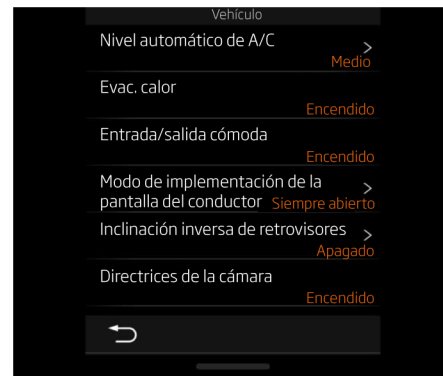 Vehículo
Nivel automático de A/C
Medio
Evac. calor
Encendido
Entrada/salida cómoda
Encendido
Modo de implementación de la
pantalla del conductor Siempre abierto
Inclinación inversa de retrovisores
Apagado
Directrices de la cámara
Encendido